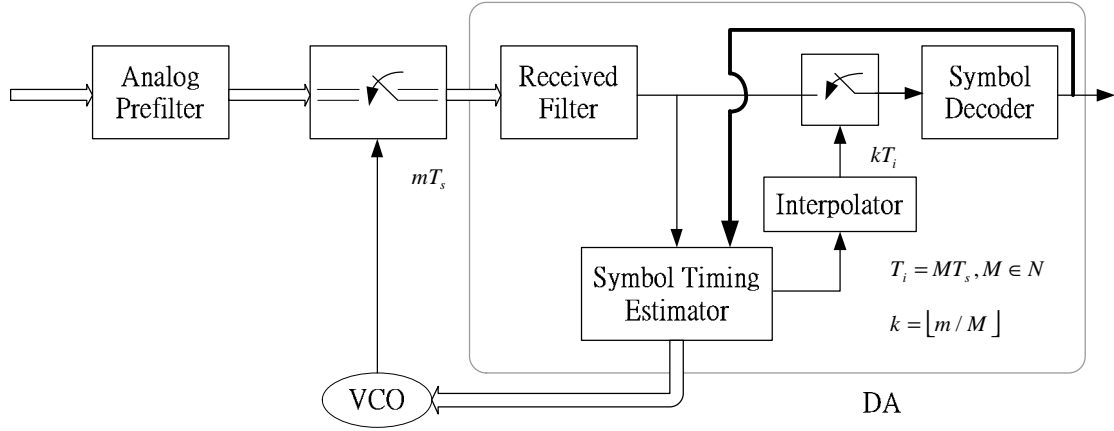 Analog
Prefilter
Received
Filter
Symbol
Decoder
mT_s
kT_i
Interpolator
Symbol Timing
Estimator
T_i = MT_s, M ∈ N
k = ⌊m / M⌋
VCO
DA